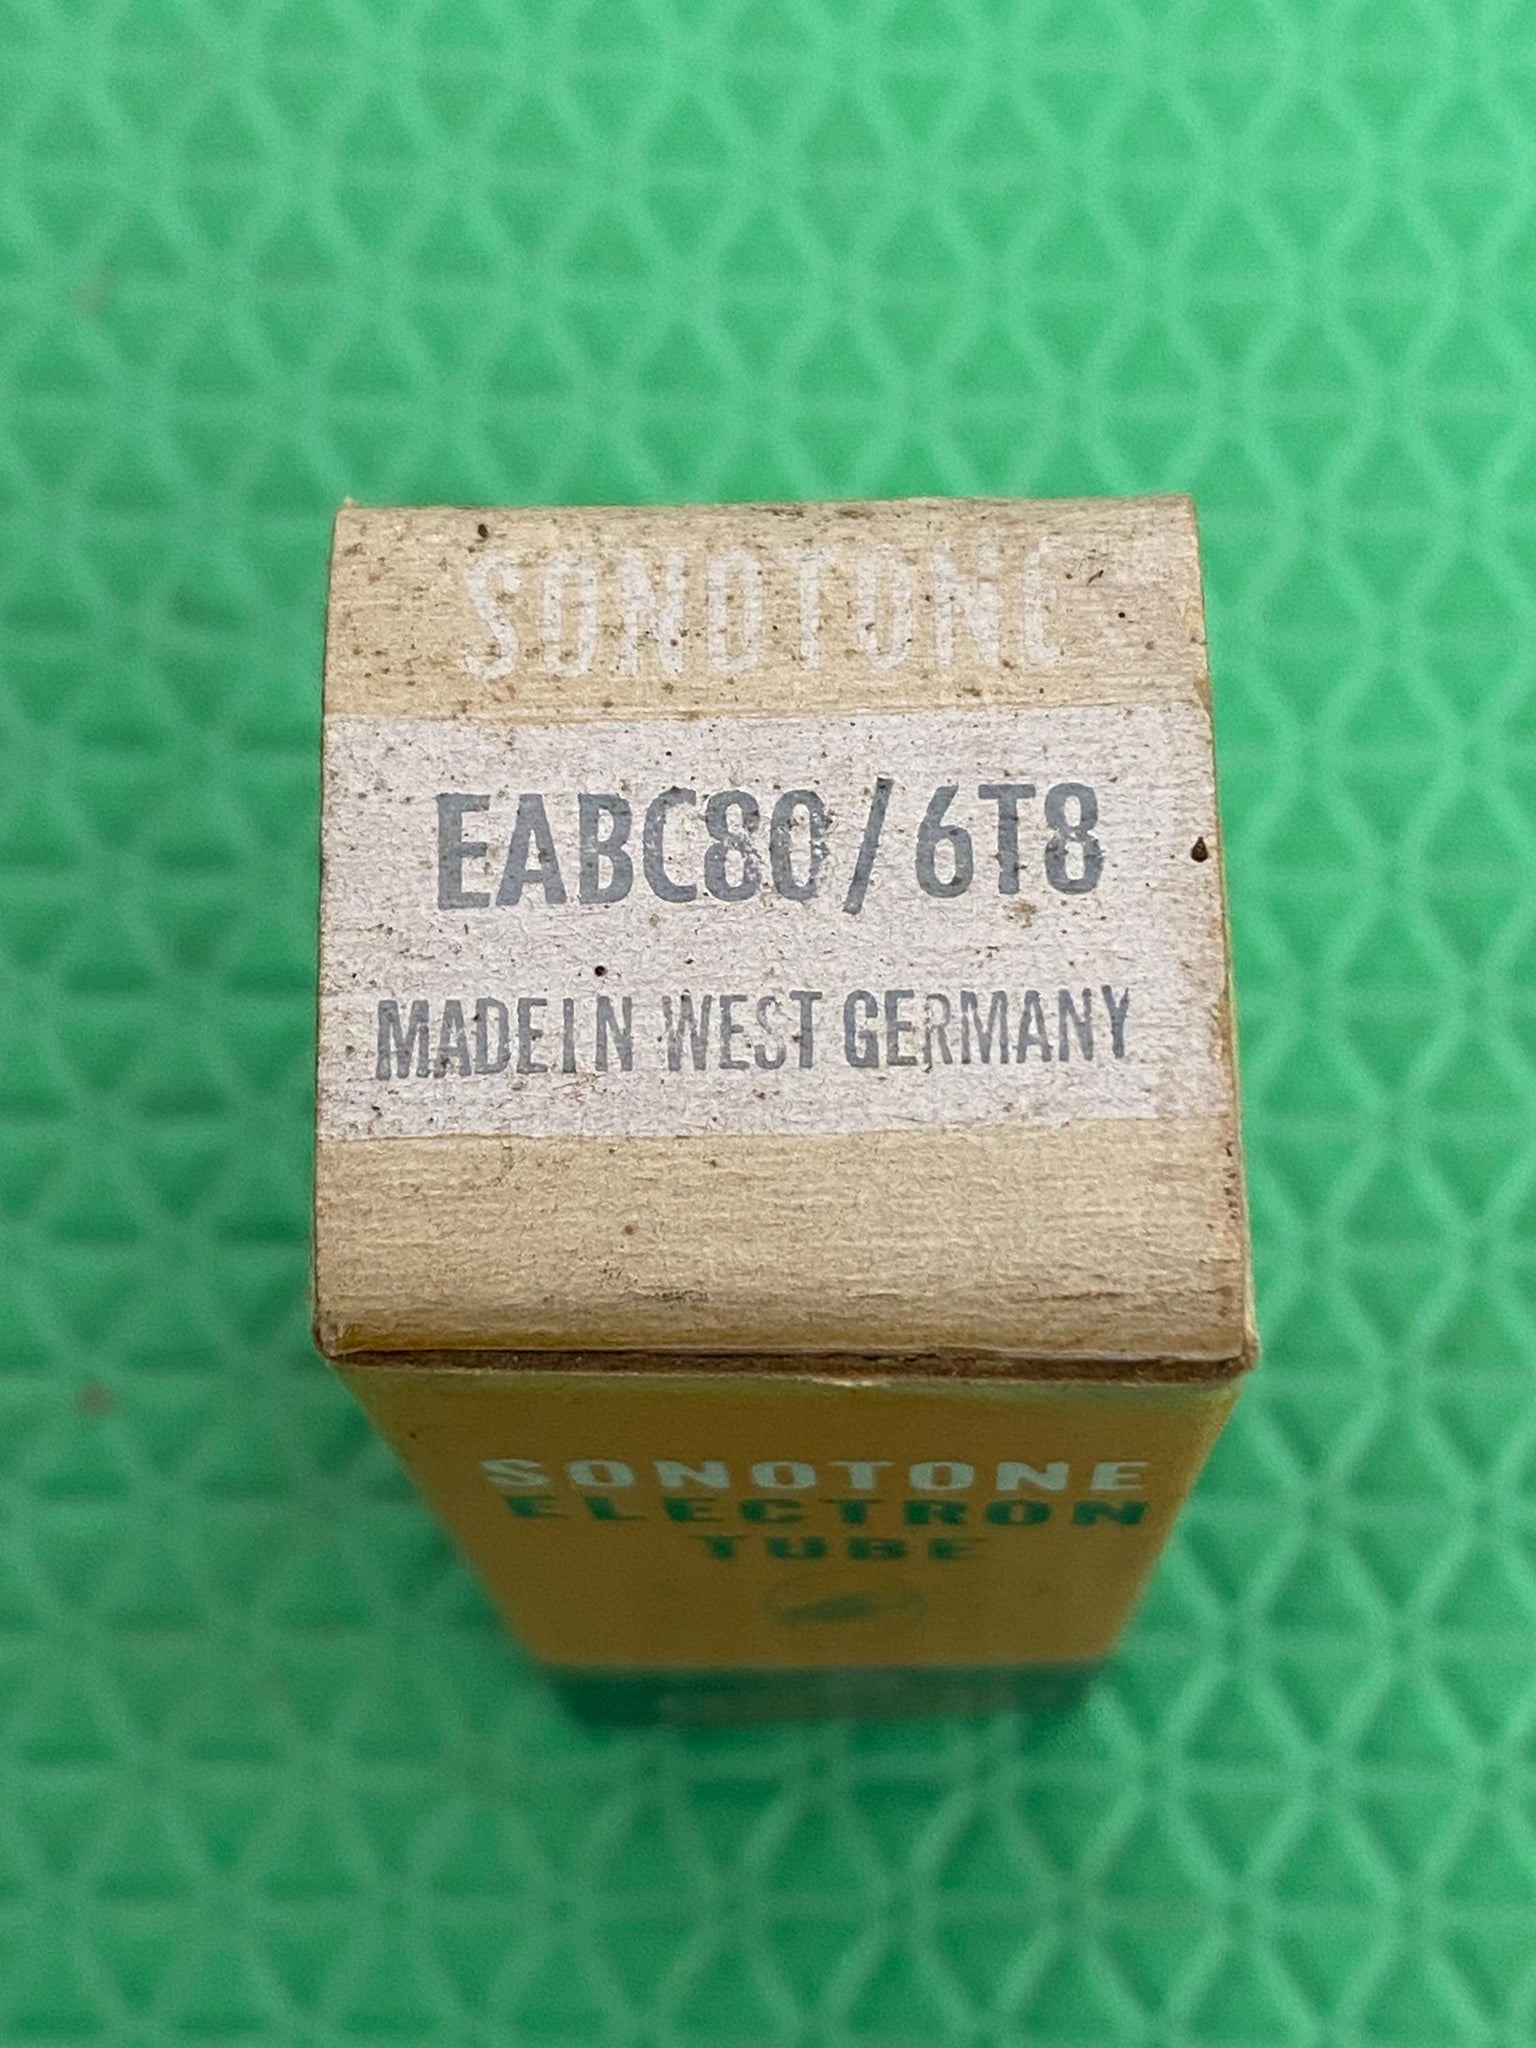 SONOTONE
EABC80/6T8
MADE IN WEST GERMANY
SONOTONE
ELECTRON
TUBE